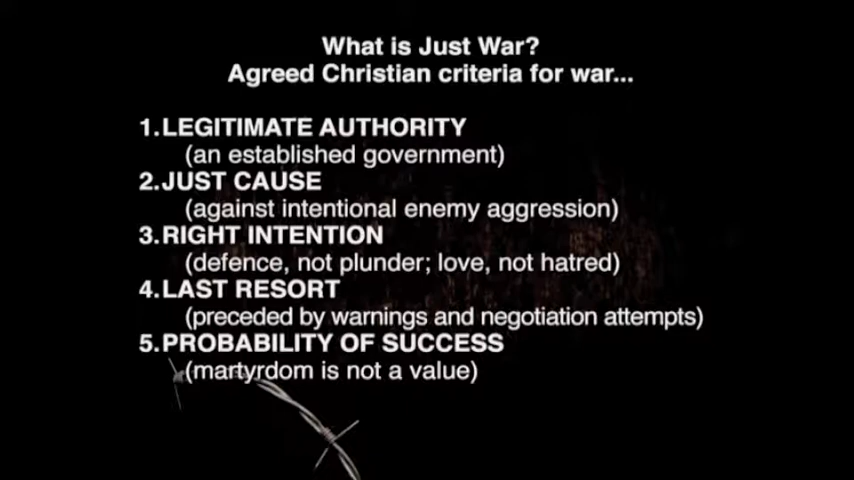 What is Just War?
Agreed Christian criteria for war...
1.LEGITIMATE AUTHORITY
(an established government)
2.JUST CAUSE
(against intentional enemy aggression)
3.RIGHT INTENTION
(defence, not plunder; love, not hatred)
4.LAST RESORT
(preceded by warnings and negotiation attempts)
5.PROBABILITY OF SUCCESS
(martyrdom is not a value)